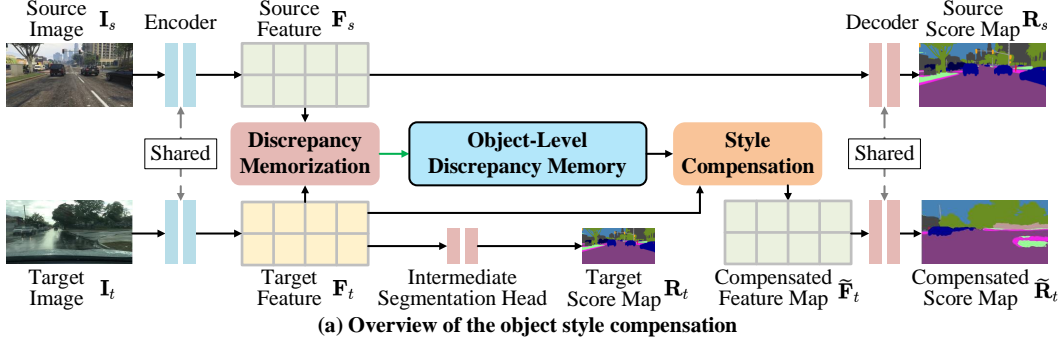 Source
Image I_s
Encoder
Source
Feature F_s
Decoder
Source
Score Map R_s
Shared
Discrepancy
Memorization
Object-Level
Discrepancy Memory
Style
Compensation
Shared
Target
Image I_t
Target
Feature F_t
Intermediate
Segmentation Head
Target
Score Map R_t
Compensated
Feature Map F̃_t
Compensated
Score Map R̃_t
(a) Overview of the object style compensation